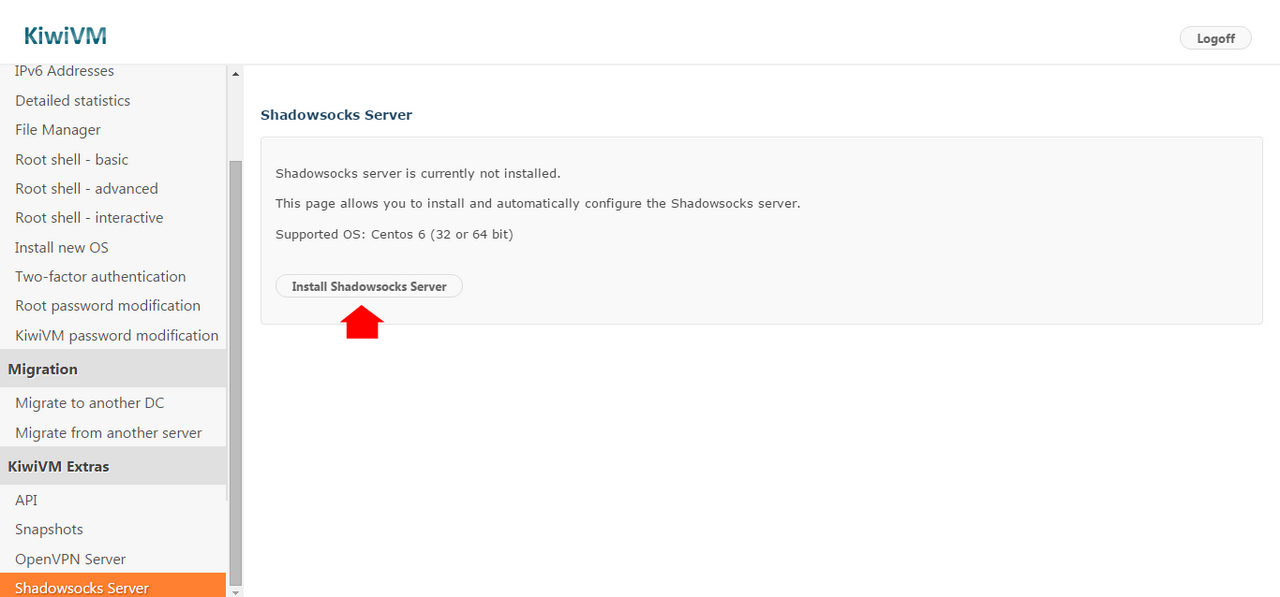 KiwiVM
Logoff
IPv6 Addresses
Detailed statistics
File Manager
Root shell - basic
Root shell - advanced
Root shell - interactive
Install new OS
Two-factor authentication
Root password modification
KiwiVM password modification
Migration
Migrate to another DC
Migrate from another server
KiwiVM Extras
API
Snapshots
OpenVPN Server
Shadowsocks Server
Shadowsocks Server
Shadowsocks server is currently not installed.
This page allows you to install and automatically configure the Shadowsocks server.
Supported OS: Centos 6 (32 or 64 bit)
Install Shadowsocks Server